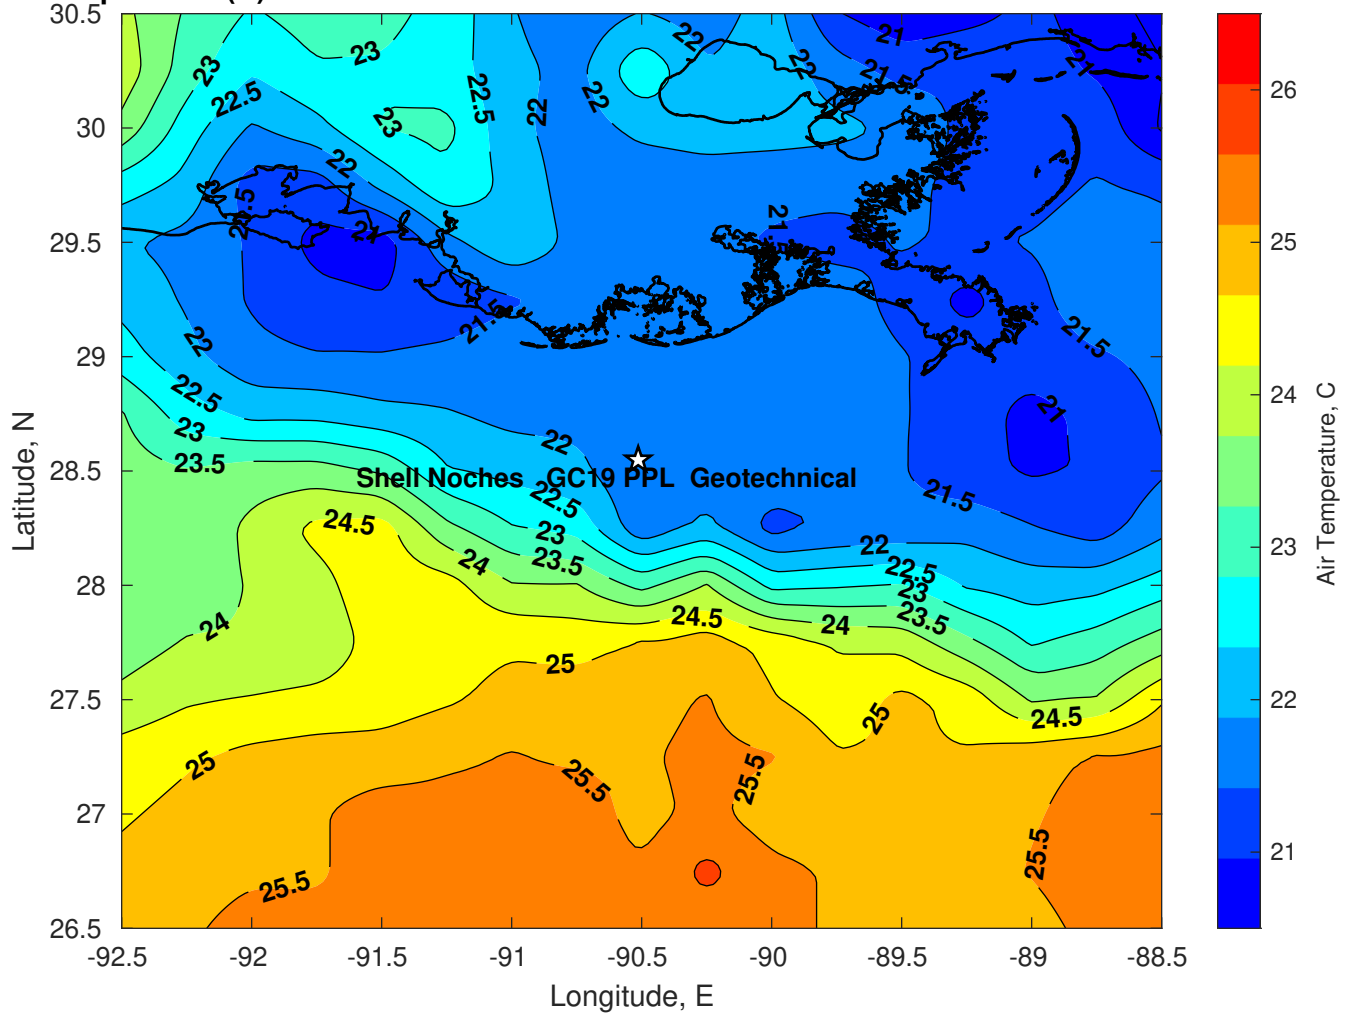 30.5
30
29.5
29
28.5
28
27.5
27
26.5
Latitude, N
-92.5 -92 -91.5 -91 -90.5 -90 -89.5 -89 -88.5
Longitude, E
23 23 22.5 22.5 22 22 22 22 21 21.5 21
23 22
21
21
22 21.5 21.5
22.5 21
23 22
23.5
Shell Noches GC19 PPL Geotechnical
22.5 21.5
24.5 23 22
24 23.5 22.5
23
24 24.5 24 23.5
25 25 24.5
25 25.5 25.5
25.5 25.5
26
25
24
23
22
21
Air Temperature, C